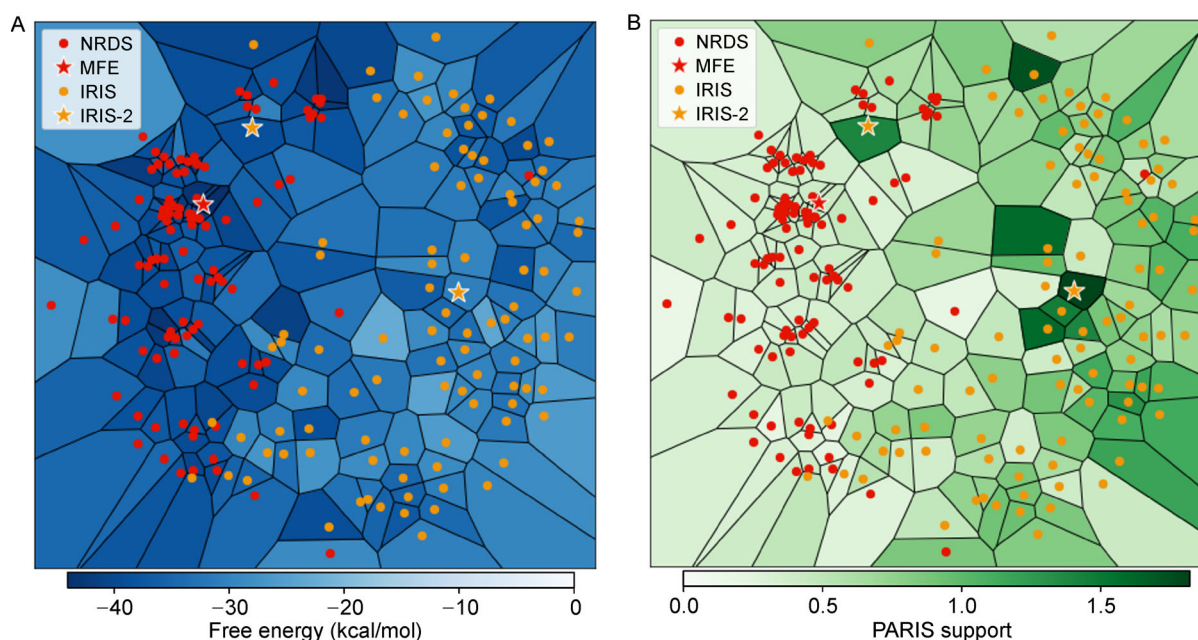 A
NRDS
MFE
IRIS
IRIS-2
−40 −30 −20 −10 0
Free energy (kcal/mol)
B
NRDS
MFE
IRIS
IRIS-2
0.0 0.5 1.0 1.5
PARIS support